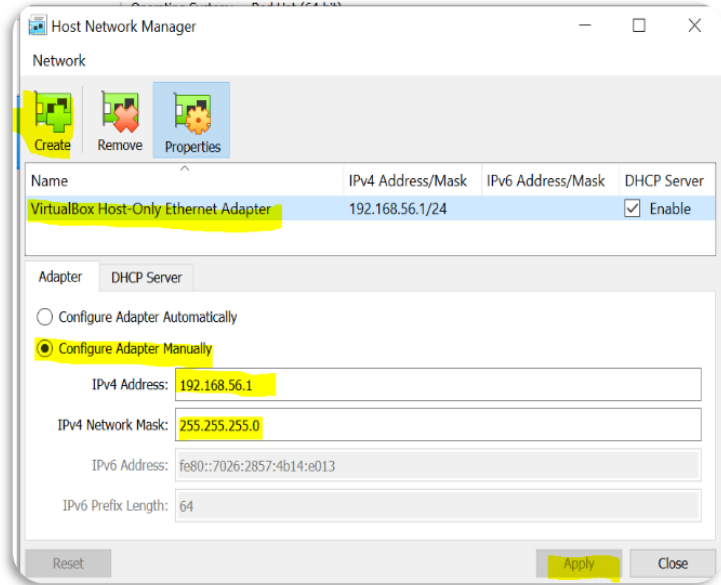 Host Network Manager
Network
Create Remove Properties
Name IPv4 Address/Mask IPv6 Address/Mask DHCP Server
VirtualBox Host-Only Ethernet Adapter 192.168.56.1/24 Enable
Adapter DHCP Server
Configure Adapter Automatically
Configure Adapter Manually
IPv4 Address: 192.168.56.1
IPv4 Network Mask: 255.255.255.0
IPv6 Address: fe80::7026:2857:4b14:e013
IPv6 Prefix Length: 64
Reset Apply Close